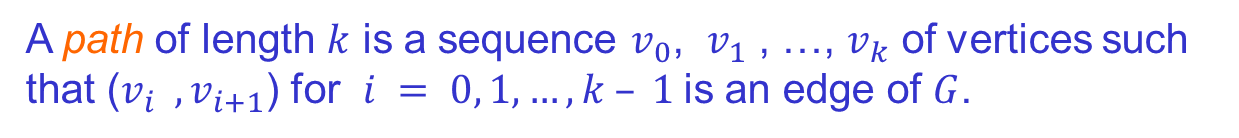 A path of length 𝑘 is a sequence 𝑣₀, 𝑣₁ , …, 𝑣ₖ of vertices such
that (𝑣ᵢ ,𝑣ᵢ₊₁) for 𝑖 = 0, 1, … , 𝑘 − 1 is an edge of 𝐺.